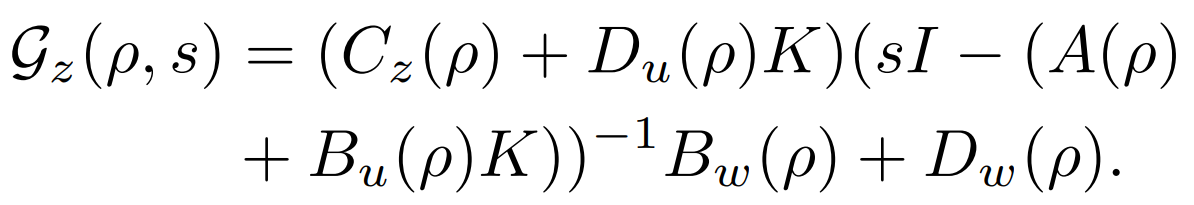 𝒢_z(ρ, s) = (C_z(ρ) + D_u(ρ)K)(sI − (A(ρ)
+ B_u(ρ)K))^{−1}B_w(ρ) + D_w(ρ).